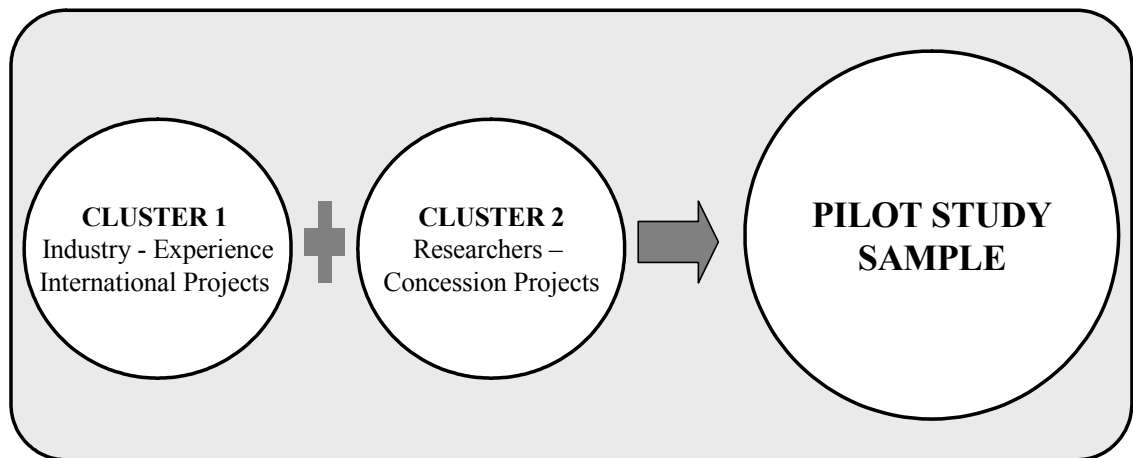 CLUSTER 1
Industry - Experience
International Projects
CLUSTER 2
Researchers –
Concession Projects
PILOT STUDY
SAMPLE